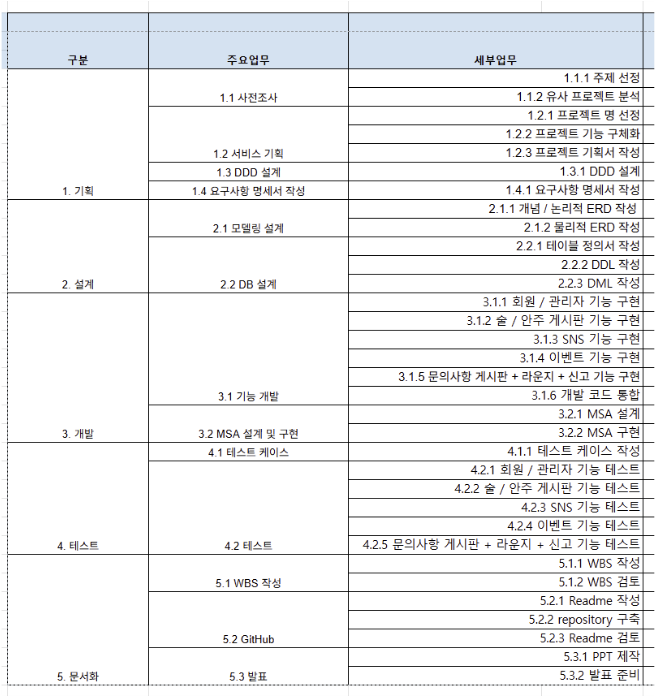 구분 주요업무 세부업무
1.1.1 주제 선정
1.1 사전조사 1.1.2 유사 프로젝트 분석
1.2.1 프로젝트 명 선정
1.2.2 프로젝트 기능 구체화
1.2 서비스 기획 1.2.3 프로젝트 기획서 작성
1.3 DDD 설계 1.3.1 DDD 설계
1. 기획 1.4 요구사항 명세서 작성 1.4.1 요구사항 명세서 작성
2.1.1 개념 / 논리적 ERD 작성
2.1 모델링 설계 2.1.2 물리적 ERD 작성
2.2.1 테이블 정의서 작성
2.2.2 DDL 작성
2. 설계 2.2 DB 설계 2.2.3 DML 작성
3.1.1 회원 / 관리자 기능 구현
3.1.2 술 / 안주 게시판 기능 구현
3.1.3 SNS 기능 구현
3.1.4 이벤트 기능 구현
3.1.5 문의사항 게시판 + 라운지 + 신고 기능 구현
3.1 기능 개발 3.1.6 개발 코드 통합
3.2.1 MSA 설계
3. 개발 3.2 MSA 설계 및 구현 3.2.2 MSA 구현
4.1 테스트 케이스 4.1.1 테스트 케이스 작성
4.2.1 회원 / 관리자 기능 테스트
4.2.2 술 / 안주 게시판 기능 테스트
4.2.3 SNS 기능 테스트
4.2.4 이벤트 기능 테스트
4. 테스트 4.2 테스트 4.2.5 문의사항 게시판 + 라운지 + 신고 기능 테스트
5.1.1 WBS 작성
5.1 WBS 작성 5.1.2 WBS 검토
5.2.1 Readme 작성
5.2.2 repository 구축
5.2 GitHub 5.2.3 Readme 검토
5.3.1 PPT 제작
5. 문서화 5.3 발표 5.3.2 발표 준비